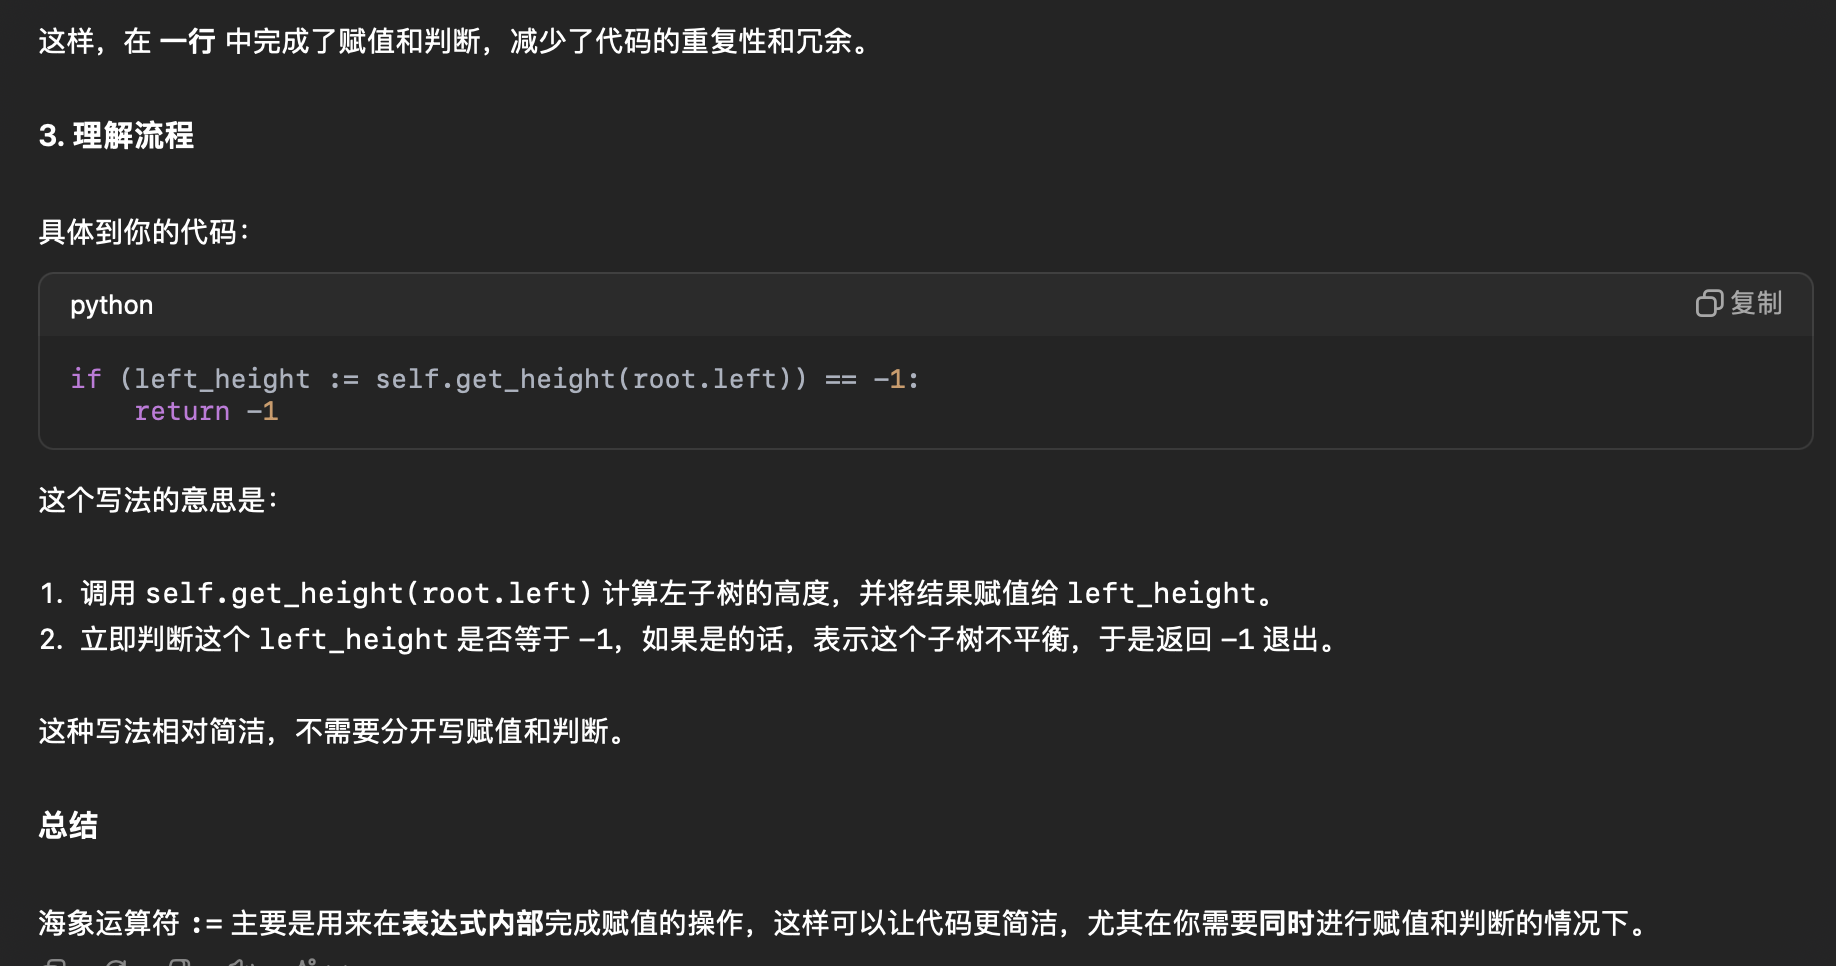 这样，在 一行 中完成了赋值和判断，减少了代码的重复性和冗余。
3. 理解流程
具体到你的代码：
python
复制
if (left_height := self.get_height(root.left)) == -1:
    return -1
这个写法的意思是：
1. 调用 self.get_height(root.left) 计算左子树的高度，并将结果赋值给 left_height。
2. 立即判断这个 left_height 是否等于 -1，如果是的话，表示这个子树不平衡，于是返回 -1 退出。
这种写法相对简洁，不需要分开写赋值和判断。
总结
海象运算符 := 主要是用来在表达式内部完成赋值的操作，这样可以让代码更简洁，尤其在你需要同时进行赋值和判断的情况下。